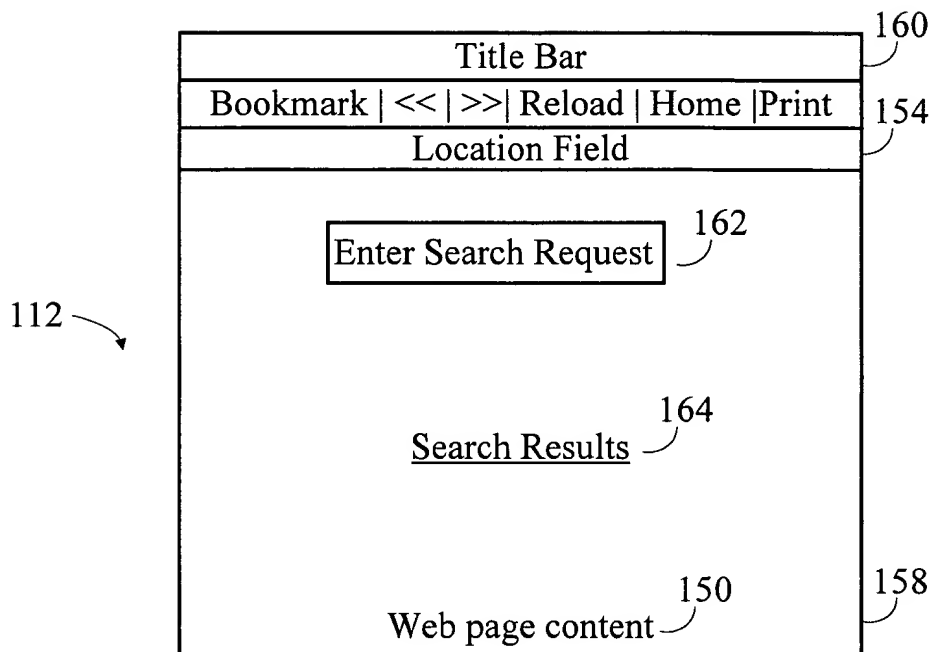 160
Title Bar
Bookmark | << | >>| Reload | Home |Print
154
Location Field
162
Enter Search Request
112
164
Search Results
158
150
Web page content